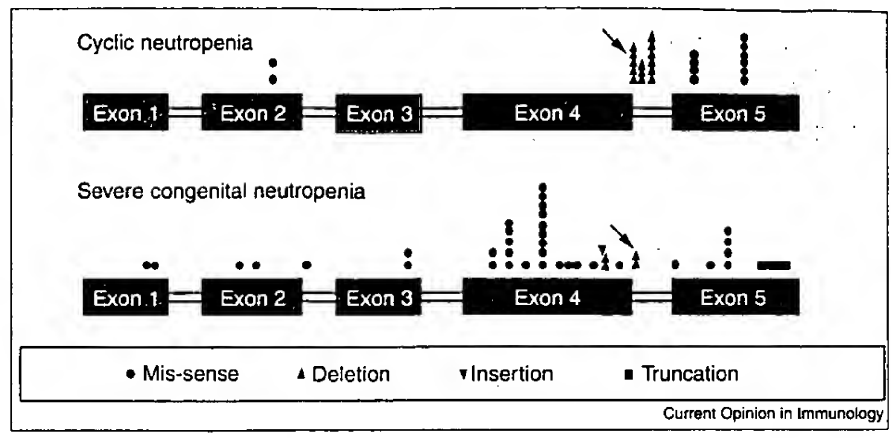 Cyclic neutropenia
Exon 1 Exon 2 Exon 3 Exon 4 Exon 5
Severe congenital neutropenia
Exon 1 Exon 2 Exon 3 Exon 4 Exon 5
Mis-sense Deletion Insertion Truncation
Current Opinion in Immunology